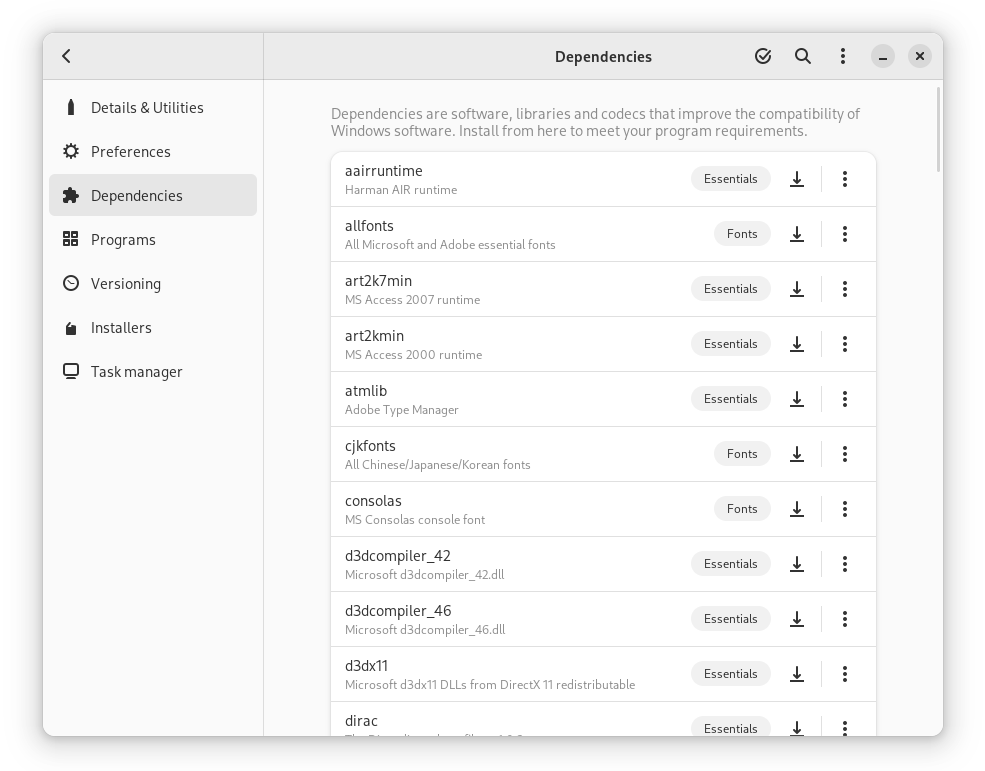 Dependencies
Details & Utilities
Preferences
Dependencies
Programs
Versioning
Installers
Task manager
Dependencies are software, libraries and codecs that improve the compatibility of
Windows software. Install from here to meet your program requirements.
aairruntime
Harman AIR runtime
Essentials
allfonts
All Microsoft and Adobe essential fonts
Fonts
art2k7min
MS Access 2007 runtime
Essentials
art2kmin
MS Access 2000 runtime
Essentials
atmlib
Adobe Type Manager
Essentials
cjkfonts
All Chinese/Japanese/Korean fonts
Fonts
consolas
MS Consolas console font
Fonts
d3dcompiler_42
Microsoft d3dcompiler_42.dll
Essentials
d3dcompiler_46
Microsoft d3dcompiler_46.dll
Essentials
d3dx11
Microsoft d3dx11 DLLs from DirectX 11 redistributable
Essentials
dirac
Essentials